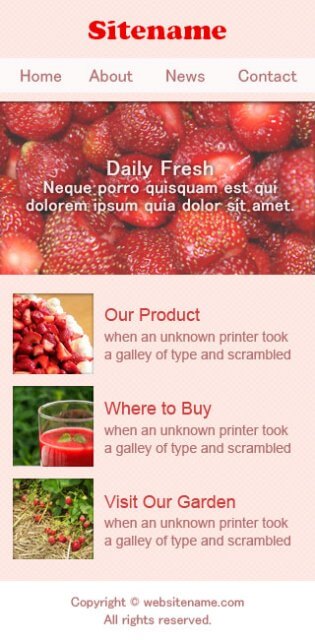 Sitename
Home About News Contact
Daily Fresh
Neque porro quisquam est qui
dolorem ipsum quia dolor sit amet.
Our Product
when an unknown printer took
a galley of type and scrambled
Where to Buy
when an unknown printer took
a galley of type and scrambled
Visit Our Garden
when an unknown printer took
a galley of type and scrambled
Copyright © websitename.com
All rights reserved.